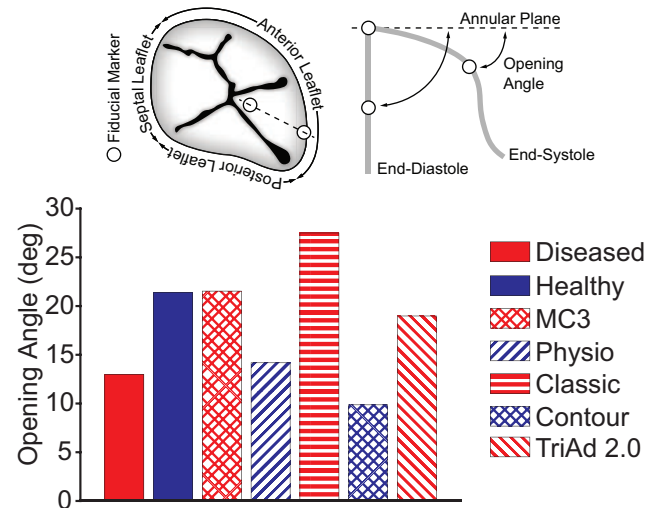 Fiducial Marker
Septal Leaflet
Anterior Leaflet
Posterior Leaflet
Annular Plane
Opening
Angle
End-Systole
End-Diastole
Opening Angle (deg)
30
25
20
15
10
5
0
Diseased
Healthy
MC3
Physio
Classic
Contour
TriAd 2.0